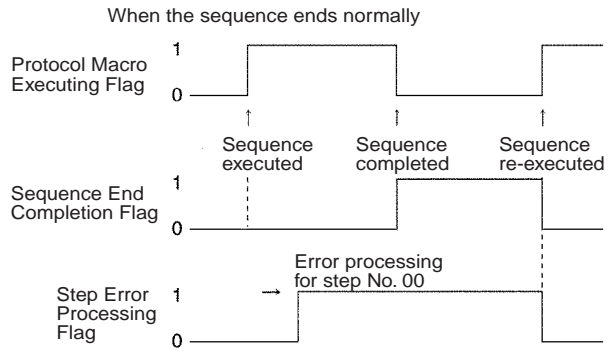 When the sequence ends normally
Protocol Macro
Executing Flag
1
0
Sequence
executed
Sequence
completed
Sequence
re-executed
Sequence End
Completion Flag
1
0
Error processing
for step No. 00
Step Error
Processing
Flag
1
0